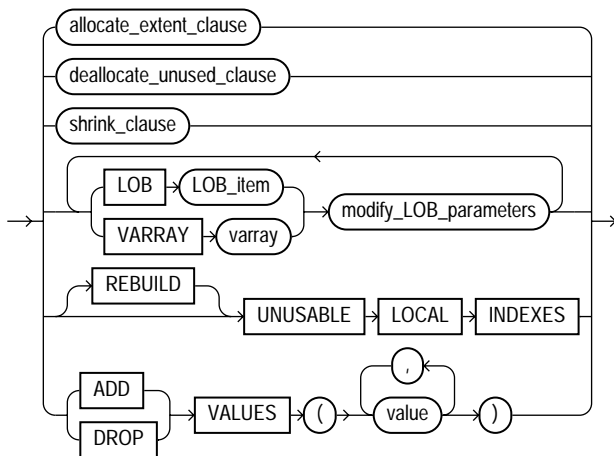 allocate_extent_clause
deallocate_unused_clause
shrink_clause
LOB LOB_item
modify_LOB_parameters
VARRAY varray
REBUILD
UNUSABLE LOCAL INDEXES
,
ADD
VALUES ( value )
DROP